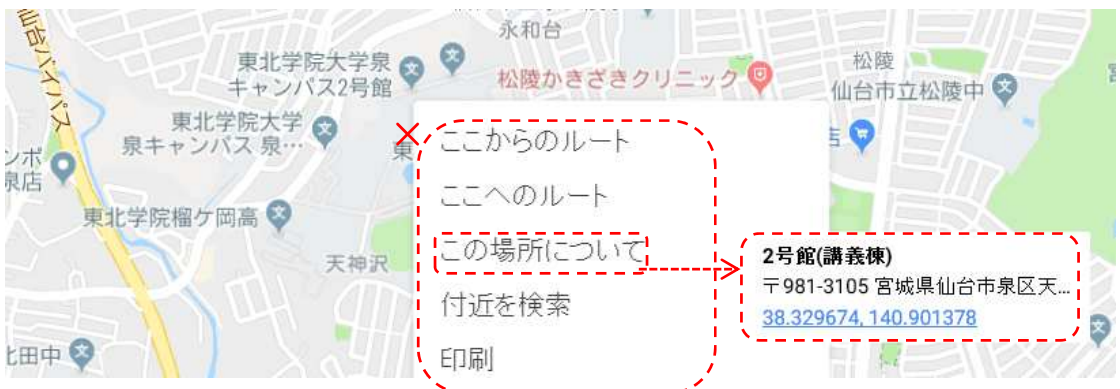 永和台
東北学院大学泉
キャンパス2号館
松陵かきざきクリニック
松陵
仙台市立松陵中
仙台バイパス
東北学院大学
泉キャンパス 泉…
東
店
ンポ
泉店
東北学院榴ケ岡高
天神沢
北田中
ここからのルート
ここへのルート
この場所について
付近を検索
印刷
2号館(講義棟)
〒981-3105 宮城県仙台市泉区天...
38.329674, 140.901378